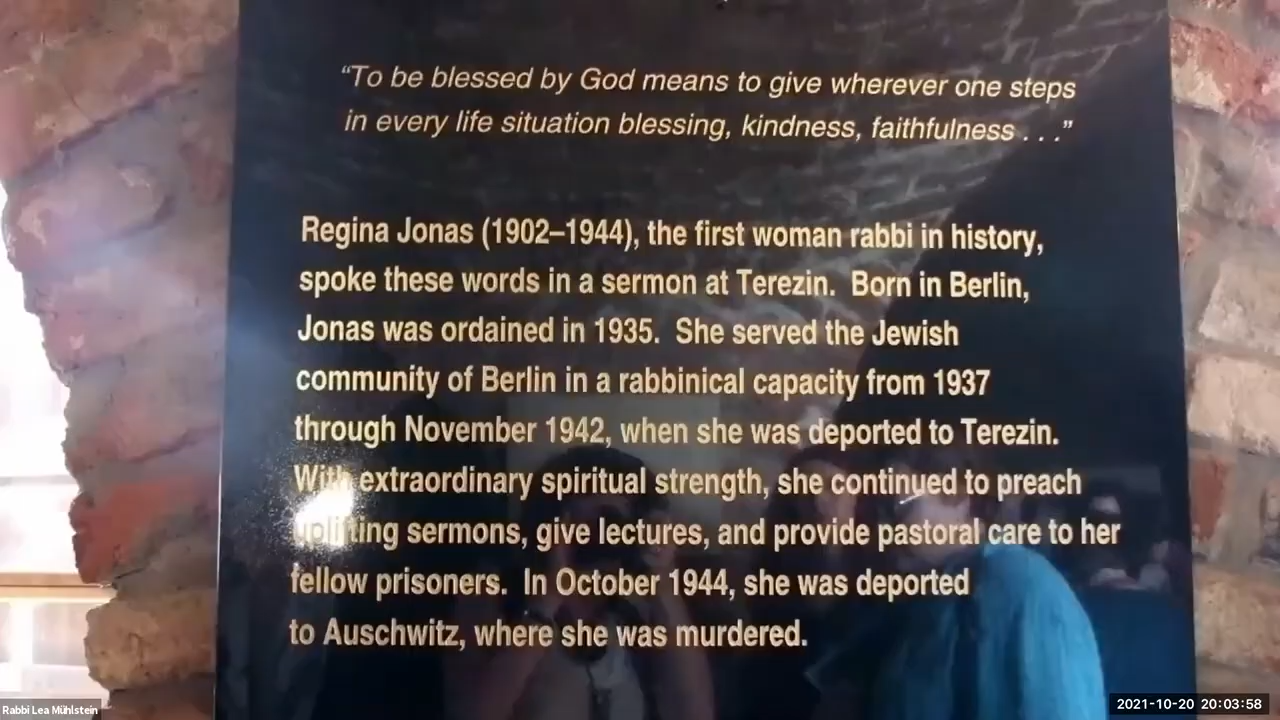 “To be blessed by God means to give wherever one steps
in every life situation blessing, kindness, faithfulness . . .”
Regina Jonas (1902–1944), the first woman rabbi in history,
spoke these words in a sermon at Terezin. Born in Berlin,
Jonas was ordained in 1935. She served the Jewish
community of Berlin in a rabbinical capacity from 1937
through November 1942, when she was deported to Terezin.
With extraordinary spiritual strength, she continued to preach
uplifting sermons, give lectures, and provide pastoral care to her
fellow prisoners. In October 1944, she was deported
to Auschwitz, where she was murdered.
Rabbi Lea Mühlstein
2021-10-20 20:03:58